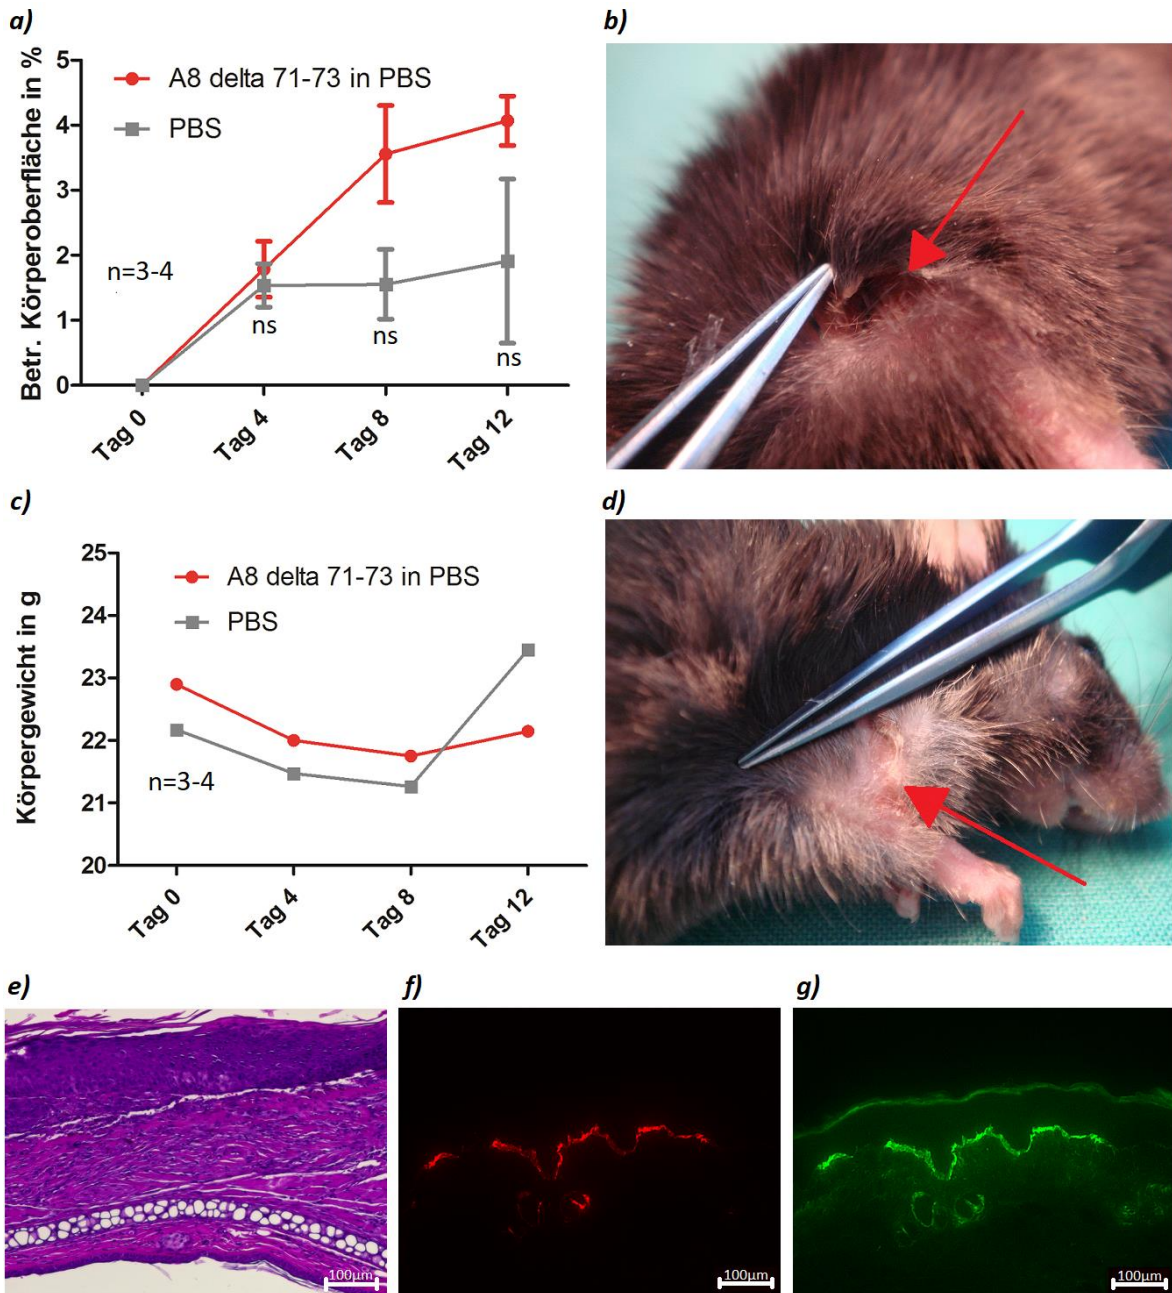 a)
Betr. Körperoberfläche in %
5
4
3
2
1
0
A8 delta 71-73 in PBS
PBS
n=3-4
ns
ns
ns
Tag 0
Tag 4
Tag 8
Tag 12
b)
c)
Körpergewicht in g
25
24
23
22
21
20
A8 delta 71-73 in PBS
PBS
n=3-4
Tag 0
Tag 4
Tag 8
Tag 12
d)
e)
100µm
f)
100µm
g)
100µm